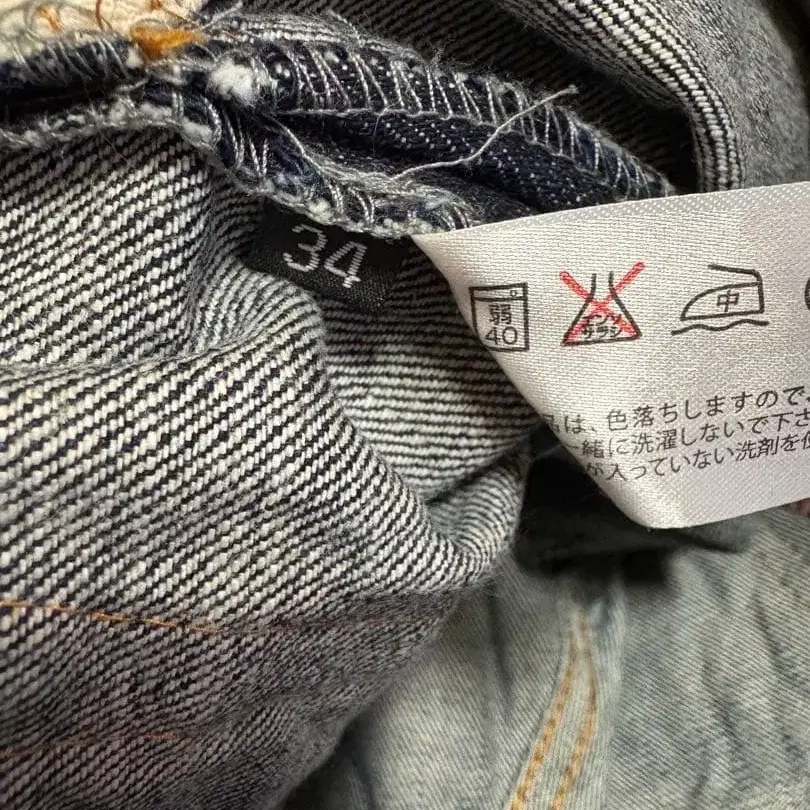 34
弱
40
エンソ
サラシ
中
は、色落ちしますので、
一緒に洗濯しないで下さ
が入っていない洗剤を使